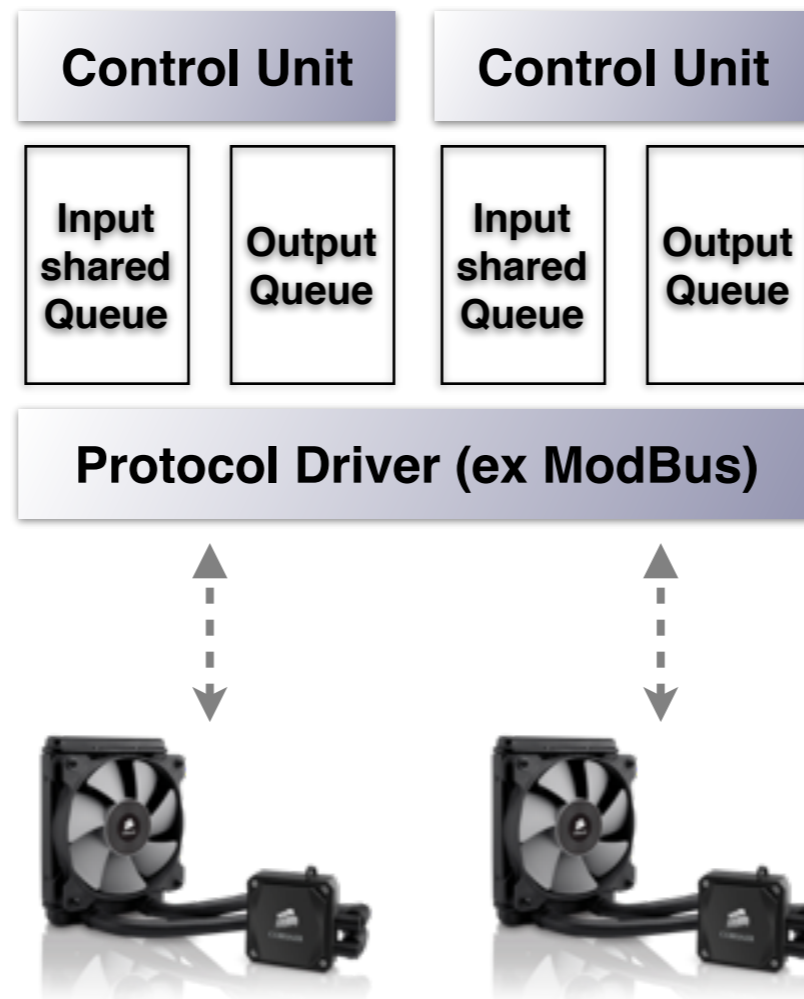 Control Unit
Control Unit
Input
shared
Queue
Output
Queue
Input
shared
Queue
Output
Queue
Protocol Driver (ex ModBus)